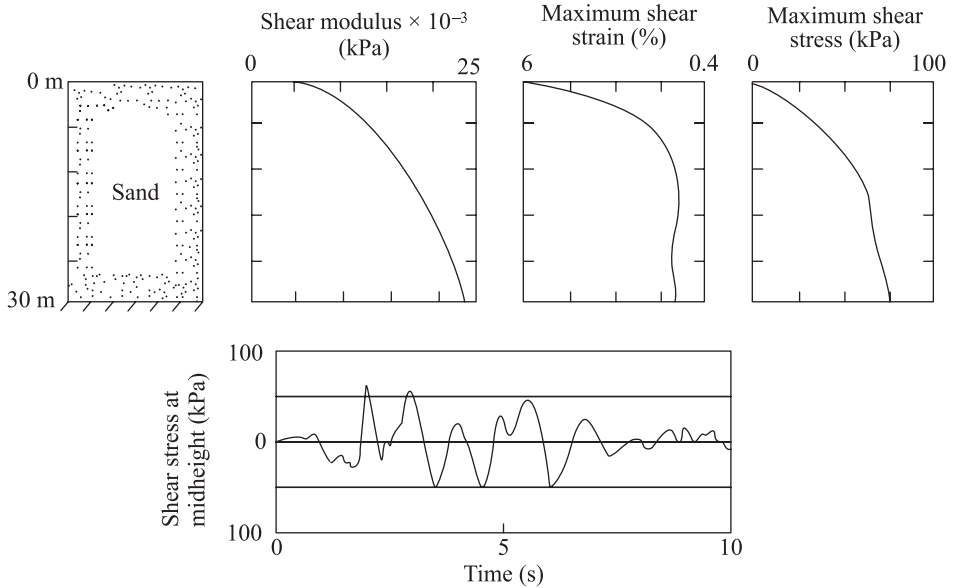 Shear modulus × 10⁻³
(kPa)
0 25
Maximum shear
strain (%)
6 0.4
Maximum shear
stress (kPa)
0 100
0 m
Sand
30 m
Shear stress at
midheight (kPa)
100
0
100
0 5 10
Time (s)